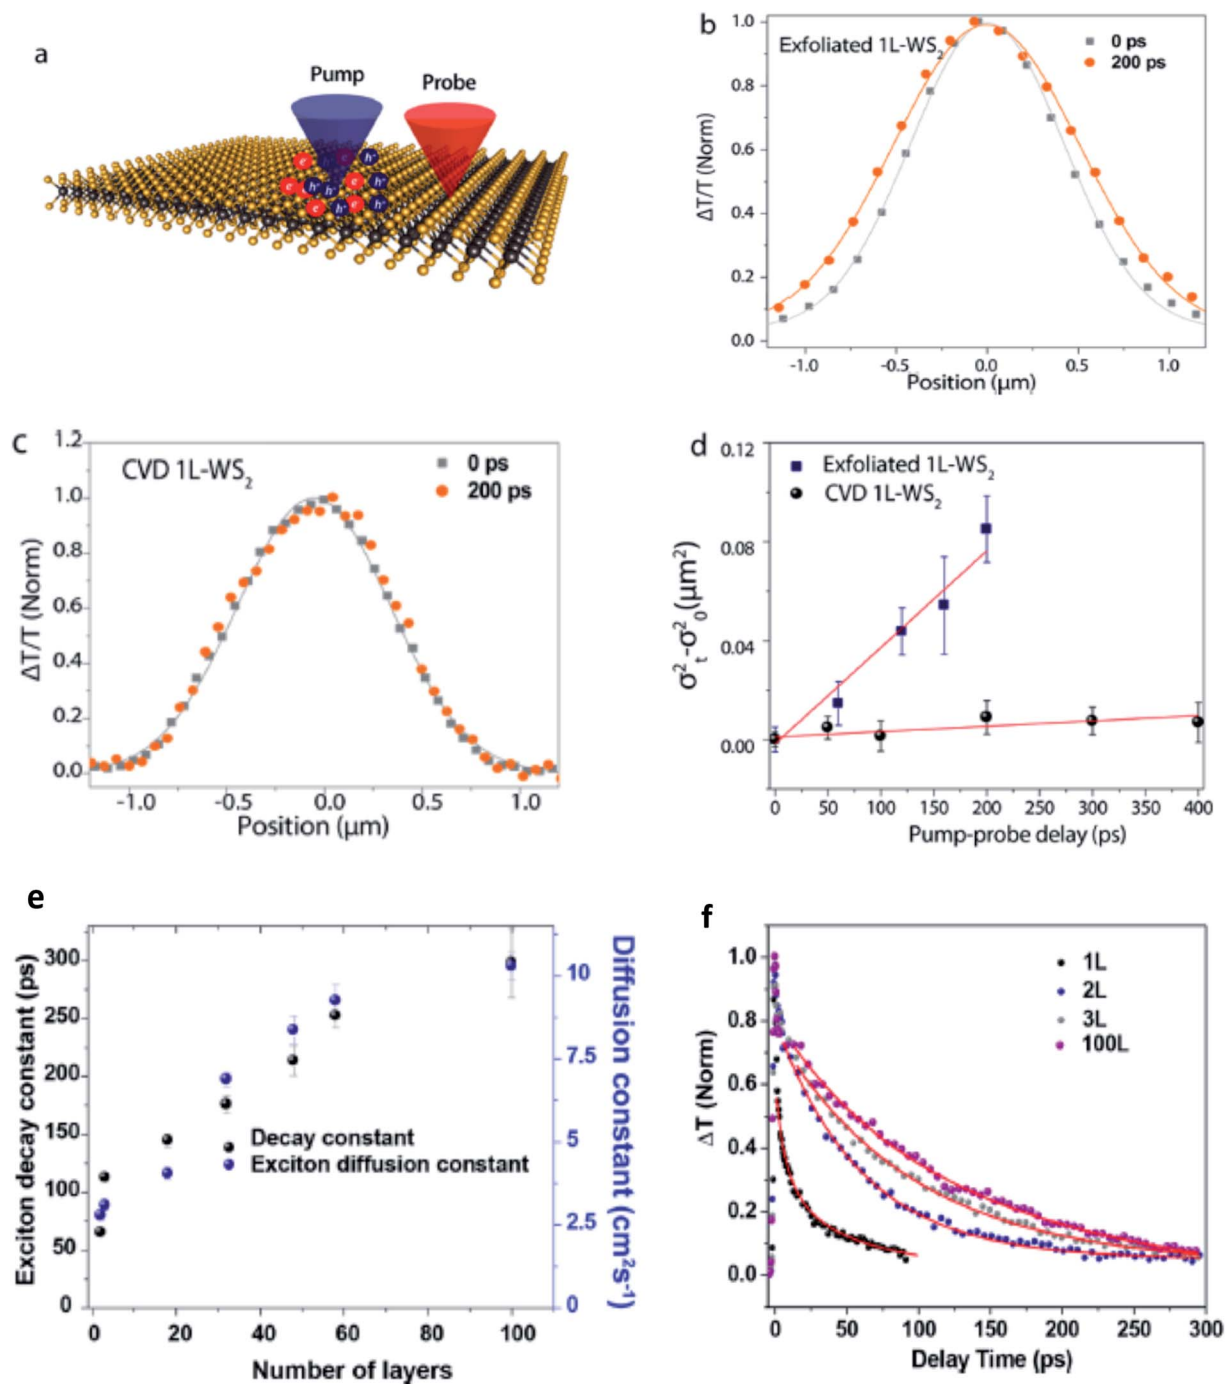 a
Pump
Probe
e⁻ h⁺ e⁻ h⁺
e⁻ h⁺ h⁺ e⁻ h⁺
e⁻ h⁺ e⁻ h⁺
b
Exfoliated 1L-WS₂
0 ps
200 ps
ΔT/T (Norm)
1.0
0.8
0.6
0.4
0.2
0.0
-1.0 -0.5 0.0 0.5 1.0
Position (μm)
c
CVD 1L-WS₂
0 ps
200 ps
ΔT/T (Norm)
1.2
1.0
0.8
0.6
0.4
0.2
0.0
-1.0 -0.5 0.0 0.5 1.0
Position (μm)
d
Exfoliated 1L-WS₂
CVD 1L-WS₂
σ²ₜ-σ²₀(μm²)
0.12
0.08
0.04
0.00
0 50 100 150 200 250 300 350 400
Pump-probe delay (ps)
e
Exciton decay constant (ps)
300
250
200
150
100
50
0
Decay constant
Exciton diffusion constant
Diffusion constant (cm²s⁻¹)
10
7.5
5
2.5
0
0 20 40 60 80 100
Number of layers
f
1L
2L
3L
100L
ΔT (Norm)
1.0
0.8
0.6
0.4
0.2
0.0
0 50 100 150 200 250 300
Delay Time (ps)